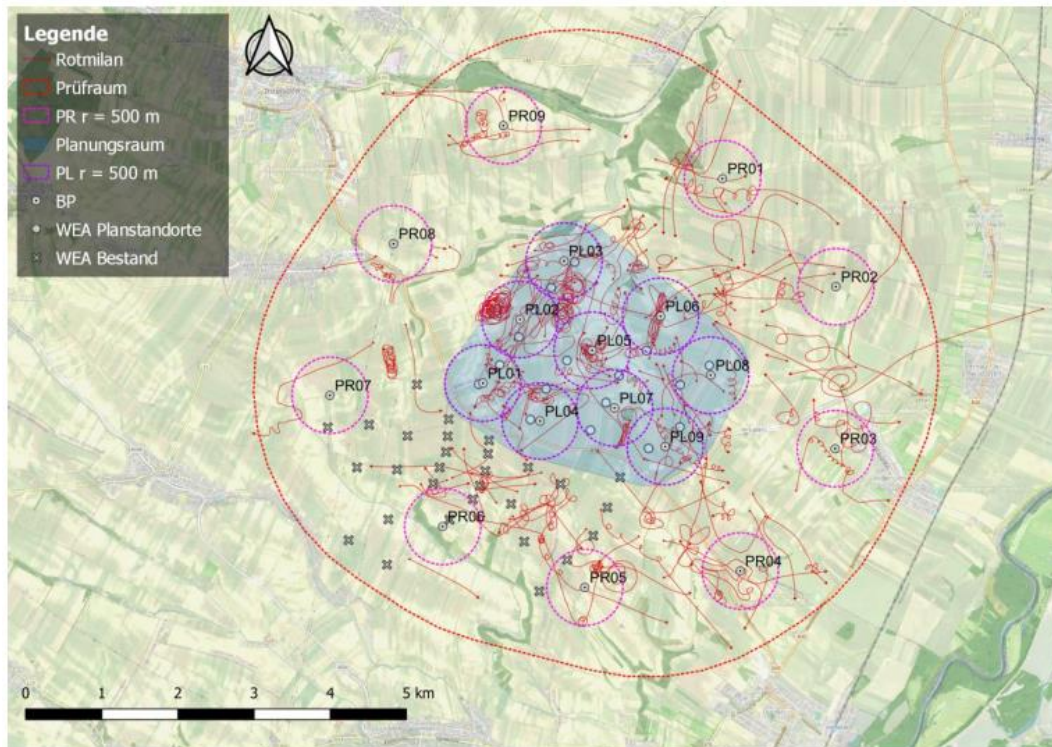 Legende
Rotmilan
Prüfraum
PR r = 500 m
Planungsraum
PL r = 500 m
BP
WEA Planstandorte
WEA Bestand
PR09
PR01
PR08
PL03
PR02
PL02
PL06
PL05
PL08
PL01
PR07
PL07
PL04
PL09
PR03
PR06
PR04
PR05
0 1 2 3 4 5 km